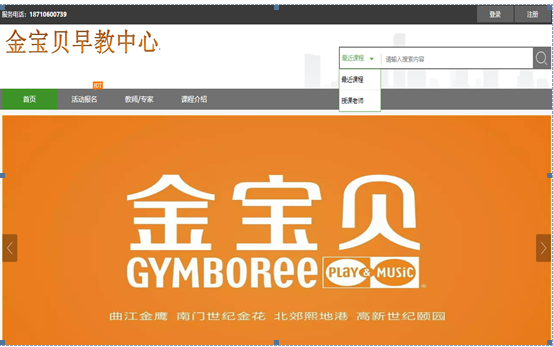 服务电话：18710600739 登录 注册
金宝贝早教中心
最近课程 请输入搜索内容
最近课程
授课老师
HOT
首页 活动报名 教师/专家 课程介绍
金宝贝
GYMBOREE PLAY & MUSIC
曲江金鹰 南门世纪金花 北郊熙地港 高新世纪颐园